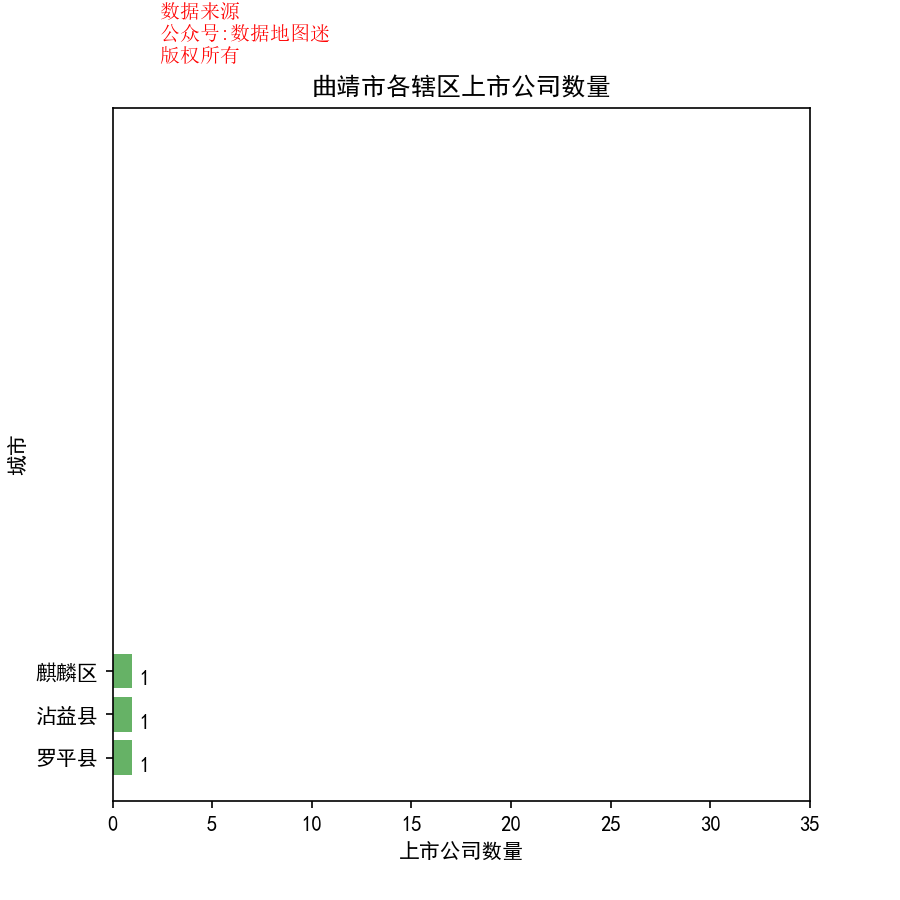 数据来源
公众号:数据地图迷
版权所有
曲靖市各辖区上市公司数量
城市
麒麟区 1
沾益县 1
罗平县 1
0 5 10 15 20 25 30 35
上市公司数量